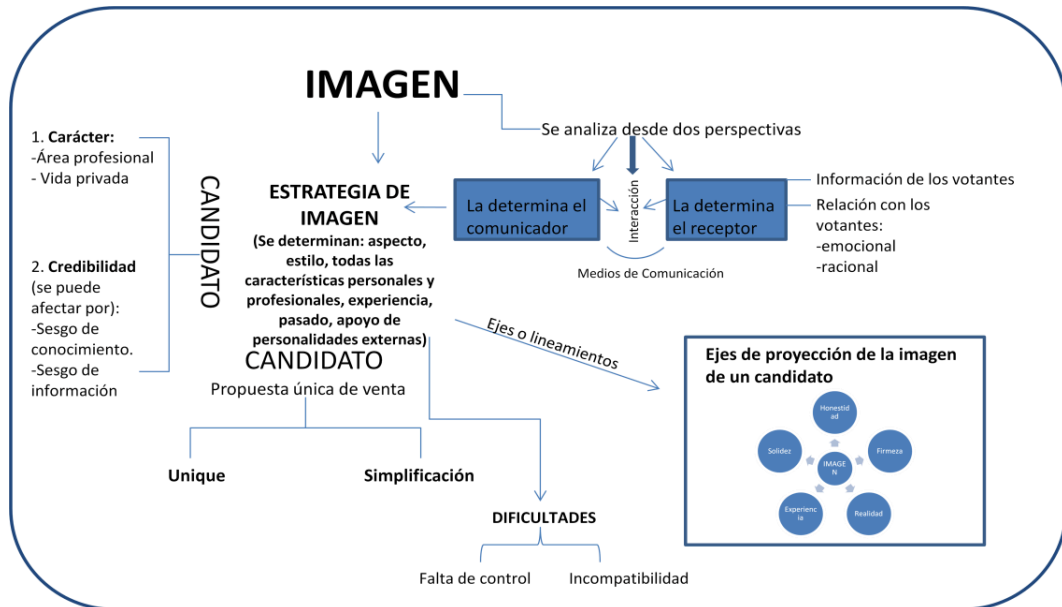 IMAGEN
Se analiza desde dos perspectivas
1. Carácter:
-Área profesional
- Vida privada
2. Credibilidad
(se puede
afectar por):
-Sesgo de
conocimiento.
-Sesgo de
información
CANDIDATO
ESTRATEGIA DE
IMAGEN
(Se determinan: aspecto,
estilo, todas las
características personales y
profesionales, experiencia,
pasado, apoyo de
personalidades externas)
CANDIDATO
Propuesta única de venta
Unique
Simplificación
La determina el
comunicador
Interacción
La determina
el receptor
Medios de Comunicación
Información de los votantes
Relación con los
votantes:
-emocional
-racional
Ejes o lineamientos
Ejes de proyección de la imagen
de un candidato
Honestid
ad
Solidez
Firmeza
IMAGE
N
Experienc
ia
Realidad
DIFICULTADES
Falta de control
Incompatibilidad